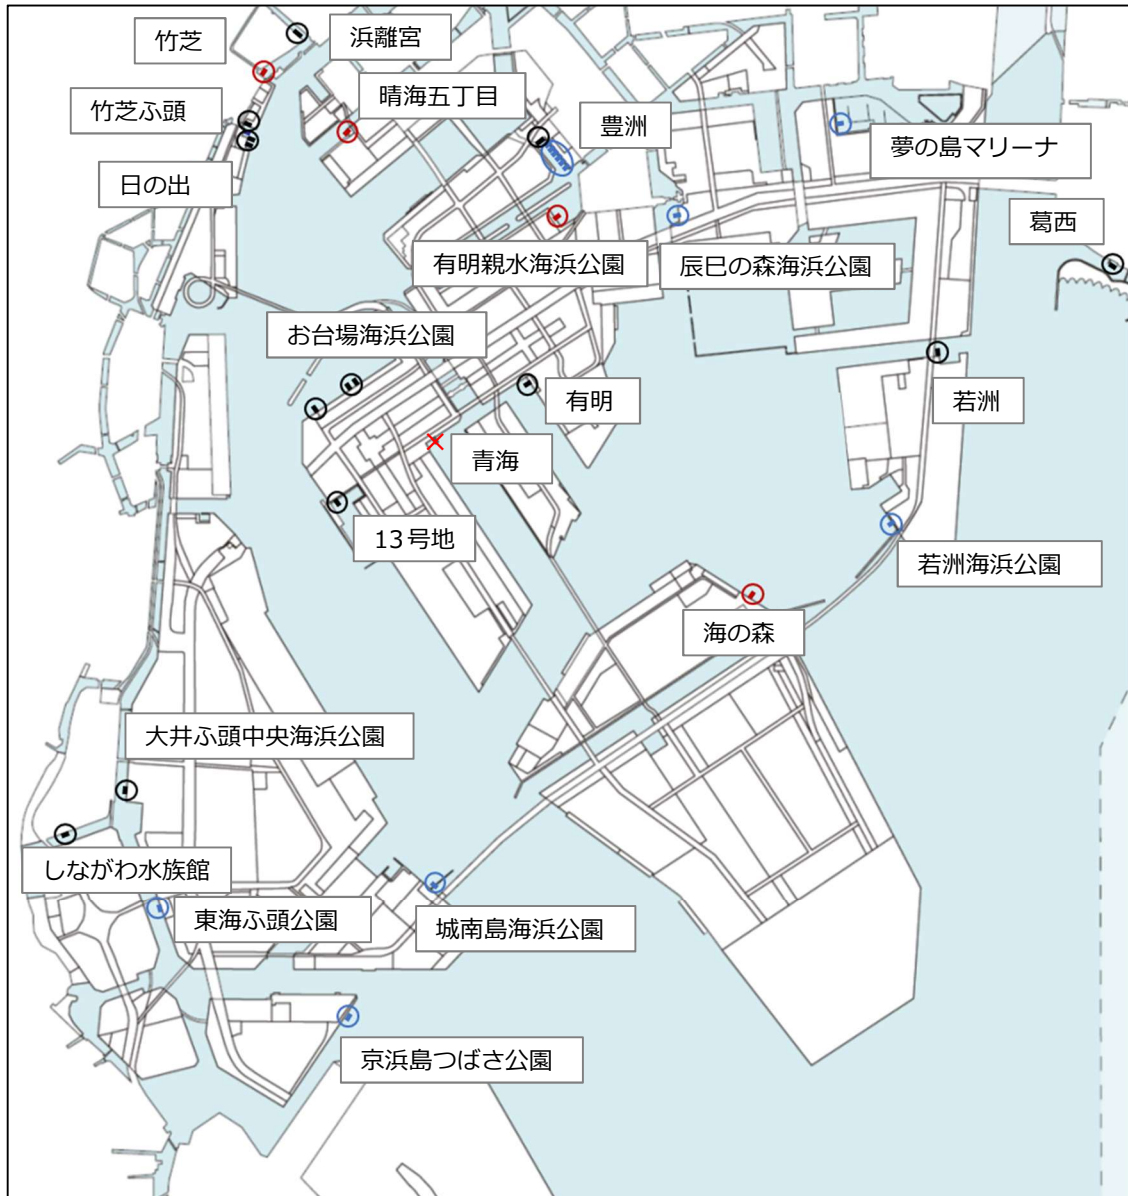 竹芝
浜離宮
晴海五丁目
竹芝ふ頭
豊洲
夢の島マリーナ
日の出
葛西
有明親水海浜公園
辰巳の森海浜公園
お台場海浜公園
有明
若洲
青海
13号地
若洲海浜公園
海の森
大井ふ頭中央海浜公園
しながわ水族館
東海ふ頭公園
城南島海浜公園
京浜島つばさ公園